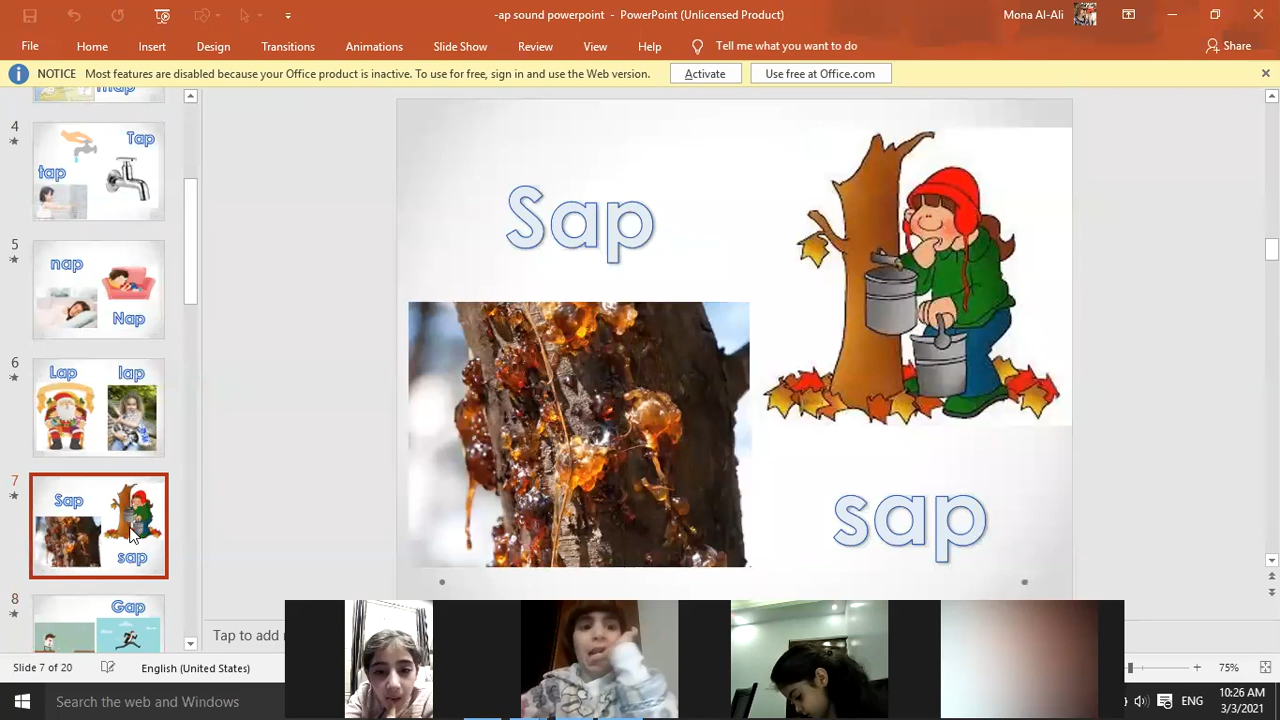 -ap sound powerpoint - PowerPoint (Unlicensed Product)
Mona Al-Ali
File Home Insert Design Transitions Animations Slide Show Review View Help Tell me what you want to do Share
NOTICE Most features are disabled because your Office product is inactive. To use for free, sign in and use the Web version. Activate Use free at Office.com
map
4
Tap
tap
5
nap
Nap
6
Lap lap
7
Sap
sap
8
Gap
Sap
sap
Tap to add
Slide 7 of 20 English (United States) 75%
Search the web and Windows
ENG
10:26 AM
3/3/2021